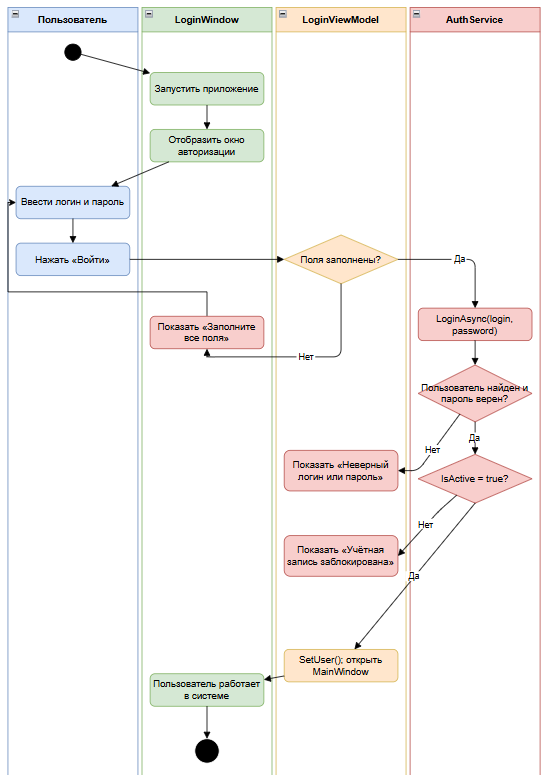 Пользователь
LoginWindow
LoginViewModel
AuthService
Запустить приложение
Отобразить окно
авторизации
Ввести логин и пароль
Нажать «Войти»
Поля заполнены?
Да
LoginAsync(login,
password)
Показать «Заполните
все поля»
Нет
Пользователь найден и
пароль верен?
Да
Нет
Показать «Неверный
логин или пароль»
IsActive = true?
Нет
Показать «Учётная
запись заблокирована»
Да
SetUser(); открыть
MainWindow
Пользователь работает
в системе